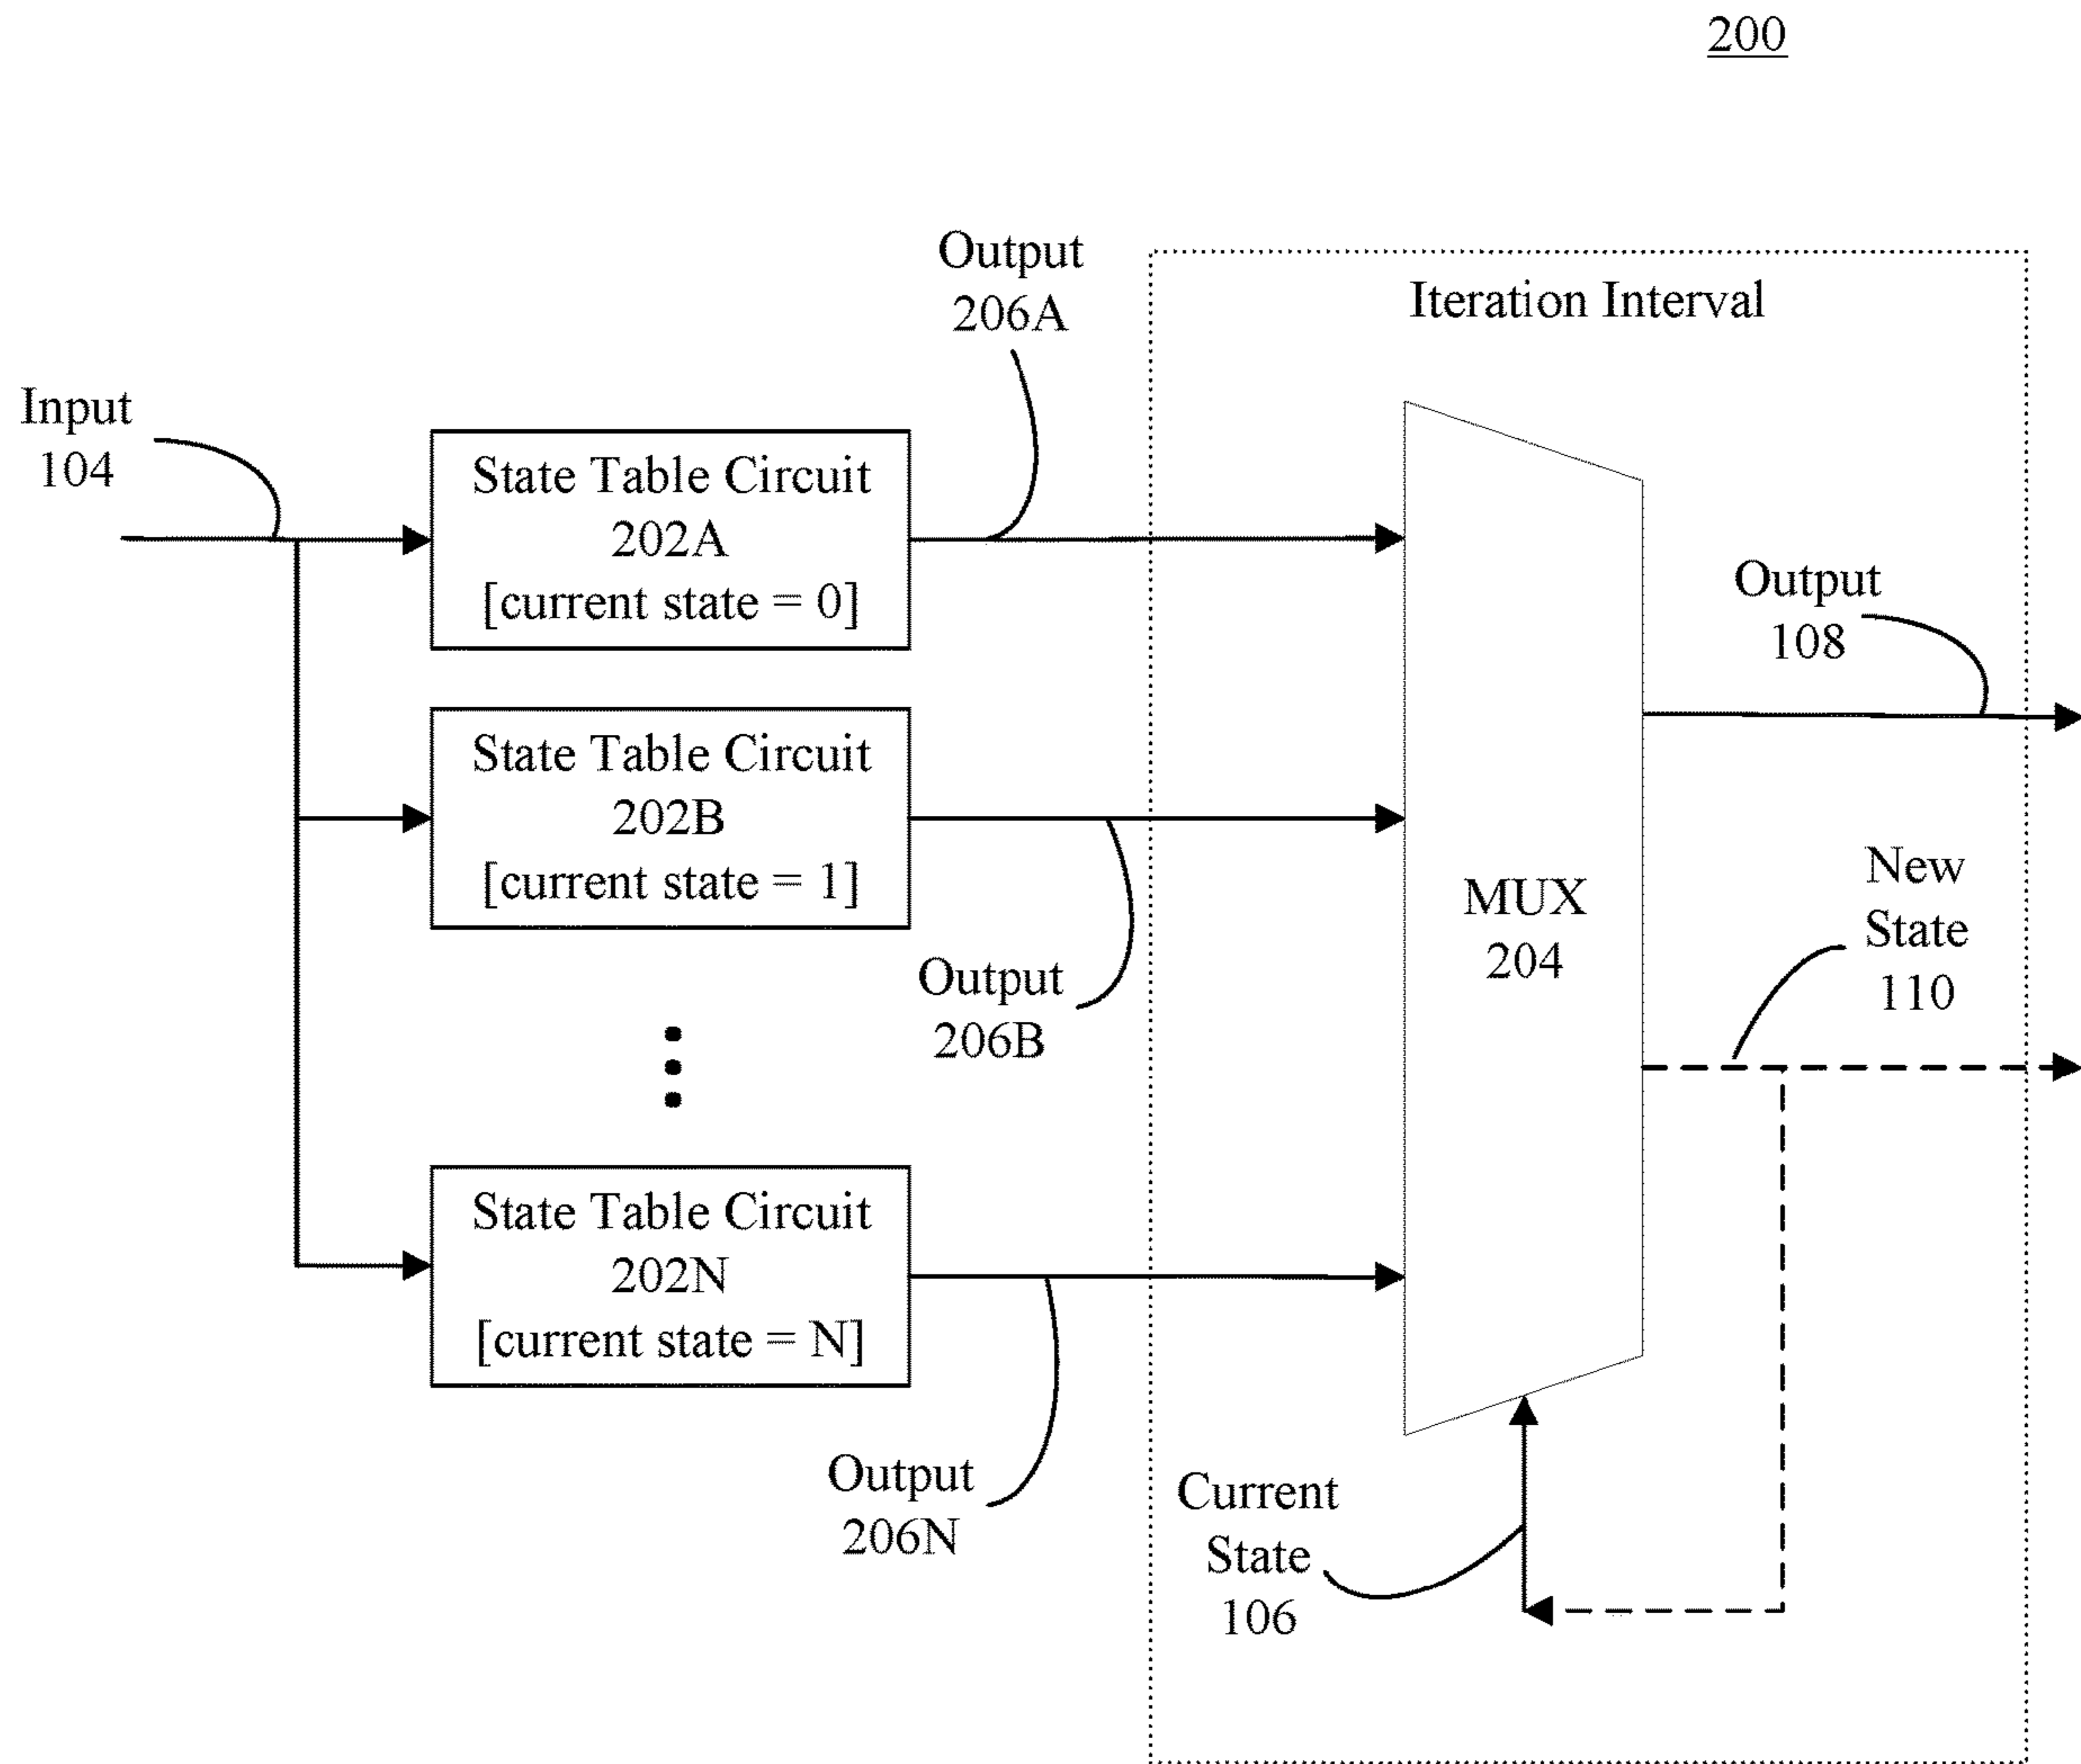 200
Output
206A
Iteration Interval
Input
104
State Table Circuit
202A
[current state = 0]
Output
108
State Table Circuit
202B
[current state = 1]
New
State
110
MUX
204
Output
206B
State Table Circuit
202N
[current state = N]
Output
206N
Current
State
106